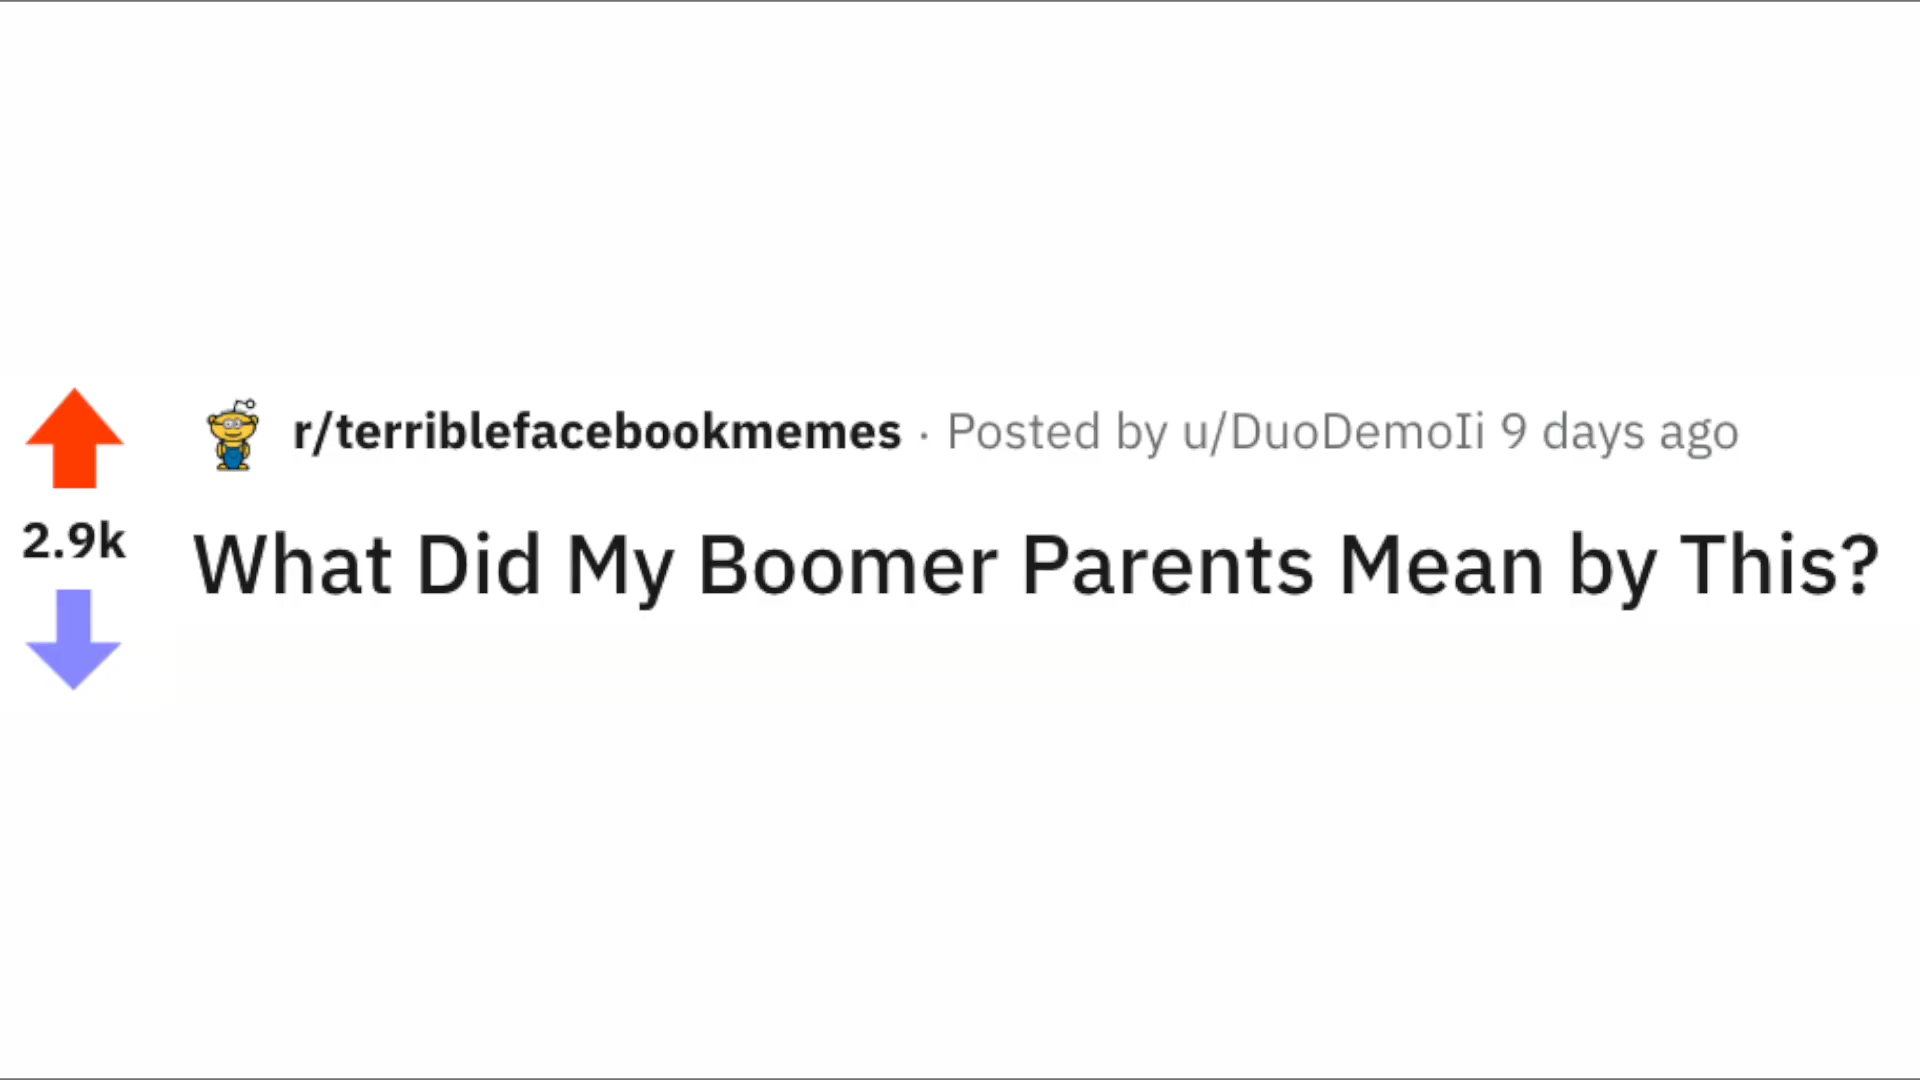 r/terriblefacebookmemes · Posted by u/DuoDemoIi 9 days ago
2.9k
What Did My Boomer Parents Mean by This?